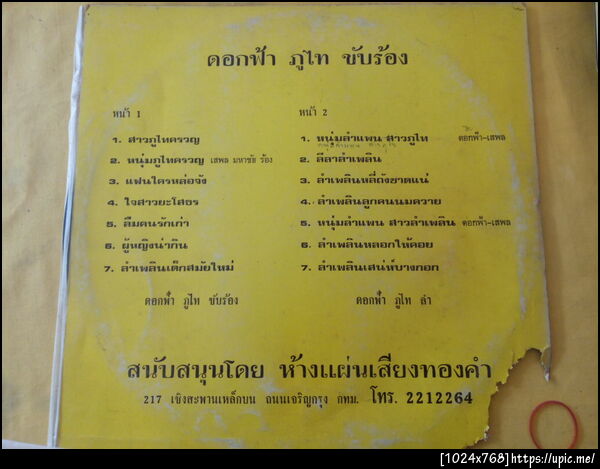 ดอกฟ้า ภูไท ขับร้อง
หน้า 1
1. สาวภูไทครวญ
2. หนุ่มภูไทครวญ เสพล มหาชัย ร้อง
3. แฟนใครหล่อจัง
4. ใจสาวยะโสธร
5. ลืมคนรักเก่า
6. ผู้หญิงน่ากิน
7. ลำเพลินเด็กสมัยใหม่
ดอกฟ้า ภูไท ขับร้อง
หน้า 2
1. หนุ่มลำแพน สาวภูไท ดอกฟ้า-เสพล
2. ลีลาลำเพลิน
3. ลำเพลินหลี่ถังขาดแน่
4. ลำเพลินลูกคนนมควาย
5. หนุ่มลำแพน สาวลำเพลิน ดอกฟ้า-เสพล
6. ลำเพลินหลอกให้คอย
7. ลำเพลินเสน่ห์บางกอก
ดอกฟ้า ภูไท ลำ
สนับสนุนโดย ห้างแผ่นเสียงทองคำ
217 เชิงสะพานเหล็กบน ถนนเจริญกรุง กทม. โทร. 2212264
[1024x768]https://upic.me/